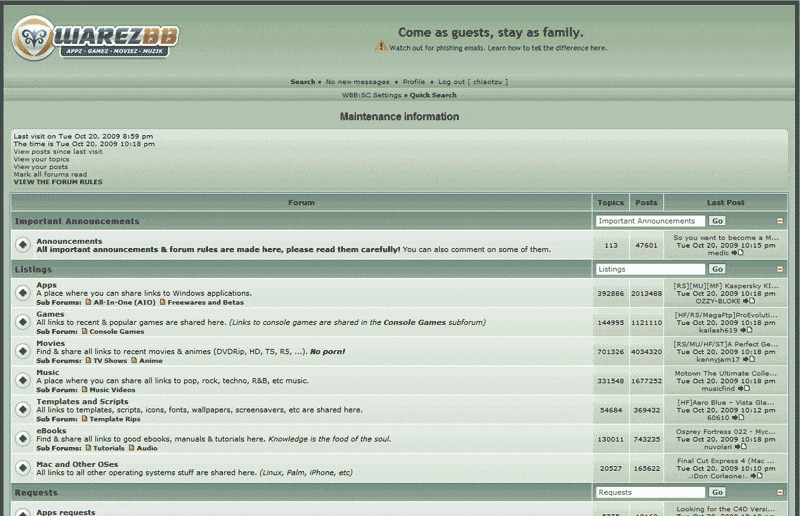 WAREZBB
APPZ · GAMEZ · MOVIEZ · MUZIK
Come as guests, stay as family.
Watch out for phishing emails. Learn how to tell the difference here.
Search • No new messages • Profile • Log out [ chiaotzu ]
WBB:SC Settings • Quick Search
Maintenance information
Last visit on Tue Oct 20, 2009 8:59 pm
The time is Tue Oct 20, 2009 10:18 pm
View posts since last visit
View your topics
View your posts
Mark all forums read
VIEW THE FORUM RULES
Forum Topics Posts Last Post
Important Announcements Important Announcements Go
Announcements
All important announcements & forum rules are made here, please read them carefully! You can also comment on some of them.
113 47601
So you want to become a M...
Tue Oct 20, 2009 10:15 pm
medic
Listings Listings Go
Apps
A place where you can share links to Windows applications.
Sub Forums: All-In-One (AIO) Freewares and Betas
392886 2013488
[RS][MU][MF] Kaspersky KI...
Tue Oct 20, 2009 10:18 pm
OZZY-BLOKE
Games
All links to recent & popular games are shared here. (Links to console games are shared in the Console Games subforum)
Sub Forum: Console Games
144995 1121110
[HF/RS/MegaFtp]ProEvoluti...
Tue Oct 20, 2009 10:18 pm
kailash619
Movies
Find & share all links to recent movies & animes (DVDRip, HD, TS, R5, ...). No porn!
Sub Forums: TV Shows Anime
701326 4034320
[RS/MU/HF/ST]A Perfect Ge...
Tue Oct 20, 2009 10:18 pm
kennyjam17
Music
A place where you can share all links to pop, rock, techno, R&B, etc music.
Sub Forum: Music Videos
331548 1677252
Motown The Ultimate Colle...
Tue Oct 20, 2009 10:18 pm
musicfind
Templates and Scripts
All links to templates, scripts, icons, fonts, wallpapers, screensavers, etc are shared here.
Sub Forum: Template Rips
54684 369432
[HF]Aero Blue – Vista Gla...
Tue Oct 20, 2009 10:12 pm
60610
eBooks
Find & share all links to good ebooks, manuals & tutorials here. Knowledge is the food of the soul.
Sub Forums: Tutorials Audio
130011 743235
Osprey Fortress 022 - Myc...
Tue Oct 20, 2009 10:18 pm
nuvolari
Mac and Other OSes
All links to all other operating systems stuff are shared here. (Linux, Palm, iPhone, etc)
20527 165622
Final Cut Express 4 (Mac ...
Tue Oct 20, 2009 10:10 pm
.:Don Corleone:.
Requests Requests Go
Apps requests
Looking for the C4D Versi...